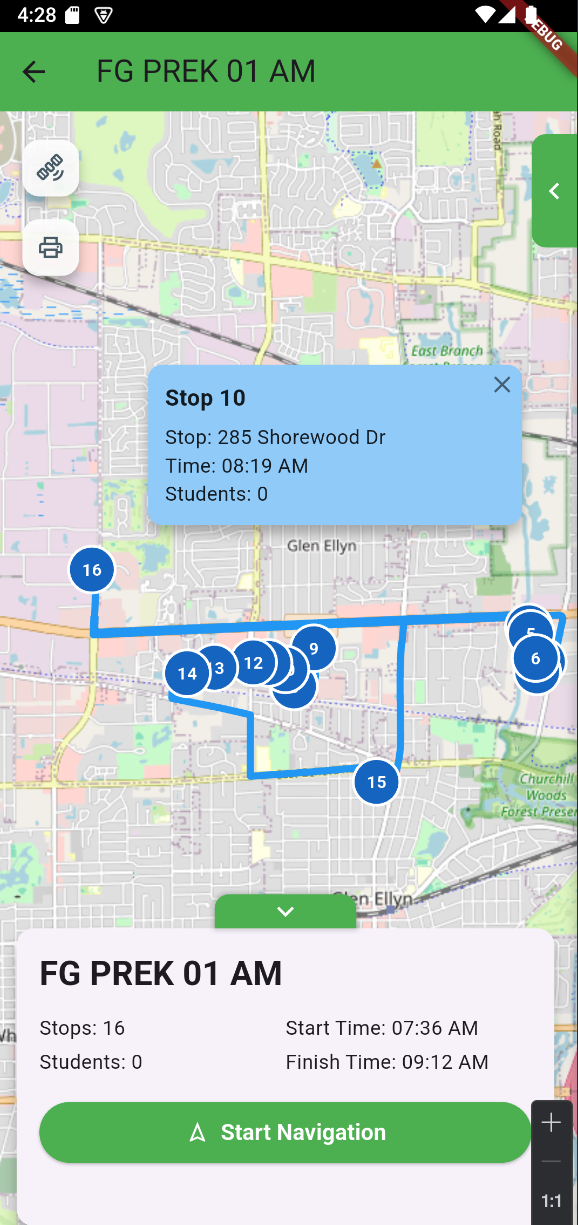 4:28
DEBUG
FG PREK 01 AM
Road
East Branch
Stop 10
Stop: 285 Shorewood Dr
Time: 08:19 AM
Students: 0
Glen Ellyn
16
9
5
6
12
3
14
15
Churchill
Woods
Forest Preser
Glen Ellyn
FG PREK 01 AM
Stops: 16
Start Time: 07:36 AM
Students: 0
Finish Time: 09:12 AM
Start Navigation
1:1